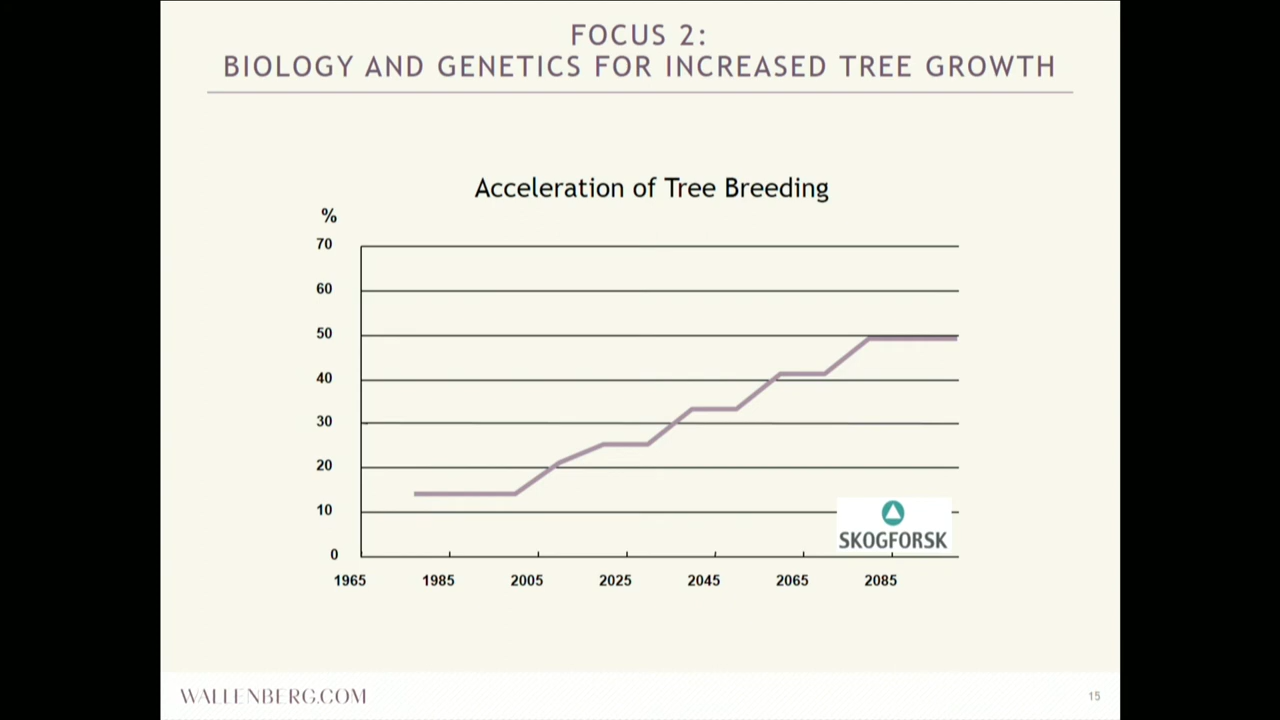 FOCUS 2:
BIOLOGY AND GENETICS FOR INCREASED TREE GROWTH
Acceleration of Tree Breeding
%
70
60
50
40
30
20
10
0
SKOGFORSK
1965 1985 2005 2025 2045 2065 2085
WALLENBERG.COM
15